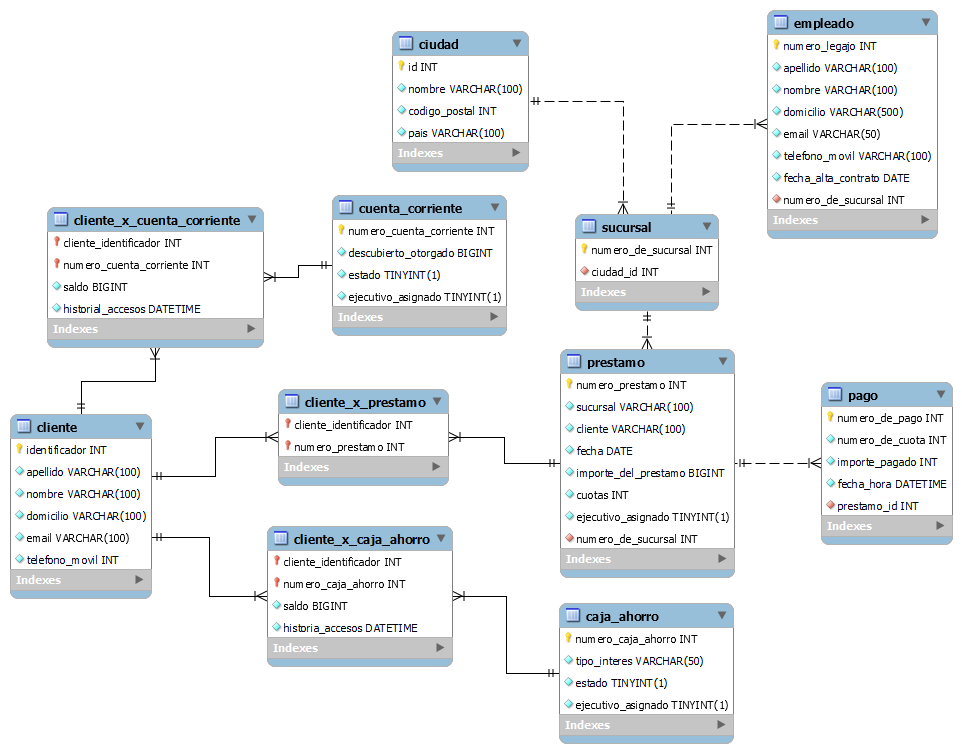 ciudad
id INT
nombre VARCHAR(100)
codigo_postal INT
pais VARCHAR(100)
Indexes
empleado
numero_legajo INT
apellido VARCHAR(100)
nombre VARCHAR(100)
domicilio VARCHAR(500)
email VARCHAR(50)
telefono_movil VARCHAR(100)
fecha_alta_contrato DATE
numero_de_sucursal INT
Indexes
cliente_x_cuenta_corriente
cliente_identificador INT
numero_cuenta_corriente INT
saldo BIGINT
historial_accesos DATETIME
Indexes
cuenta_corriente
numero_cuenta_corriente INT
descubierto_otorgado BIGINT
estado TINYINT(1)
ejecutivo_asignado TINYINT(1)
Indexes
sucursal
numero_de_sucursal INT
ciudad_id INT
Indexes
cliente
identificador INT
apellido VARCHAR(100)
nombre VARCHAR(100)
domicilio VARCHAR(100)
email VARCHAR(100)
telefono_movil INT
Indexes
cliente_x_prestamo
cliente_identificador INT
numero_prestamo INT
Indexes
prestamo
numero_prestamo INT
sucursal VARCHAR(100)
cliente VARCHAR(100)
fecha DATE
importe_del_prestamo BIGINT
cuotas INT
ejecutivo_asignado TINYINT(1)
numero_de_sucursal INT
Indexes
pago
numero_de_pago INT
numero_de_cuota INT
importe_pagado INT
fecha_hora DATETIME
prestamo_id INT
Indexes
cliente_x_caja_ahorro
cliente_identificador INT
numero_caja_ahorro INT
saldo BIGINT
historia_accesos DATETIME
Indexes
caja_ahorro
numero_caja_ahorro INT
tipo_interes VARCHAR(50)
estado TINYINT(1)
ejecutivo_asignado TINYINT(1)
Indexes